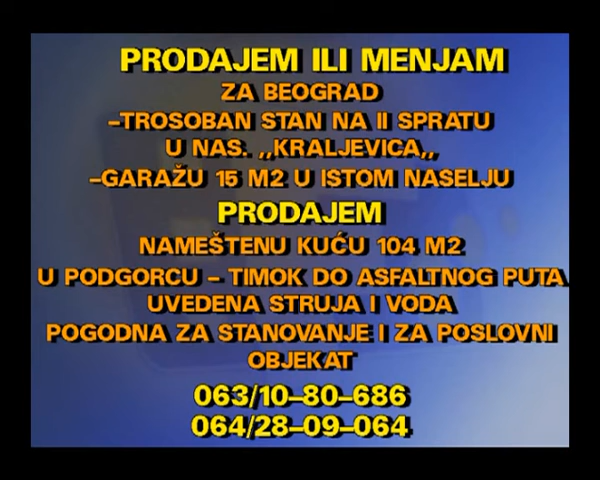 PRODAJEM ILI MENJAM
ZA BEOGRAD
–TROSOBAN STAN NA II SPRATU
U NAS. ,,KRALJEVICA,,
–GARAŽU 15 M2 U ISTOM NASELJU
PRODAJEM
NAMEŠTENU KUĆU 104 M2
U PODGORCU – TIMOK DO ASFALTNOG PUTA
UVEDENA STRUJA I VODA
POGODNA ZA STANOVANJE I ZA POSLOVNI
OBJEKAT
063/10–80–686
064/28–09–064